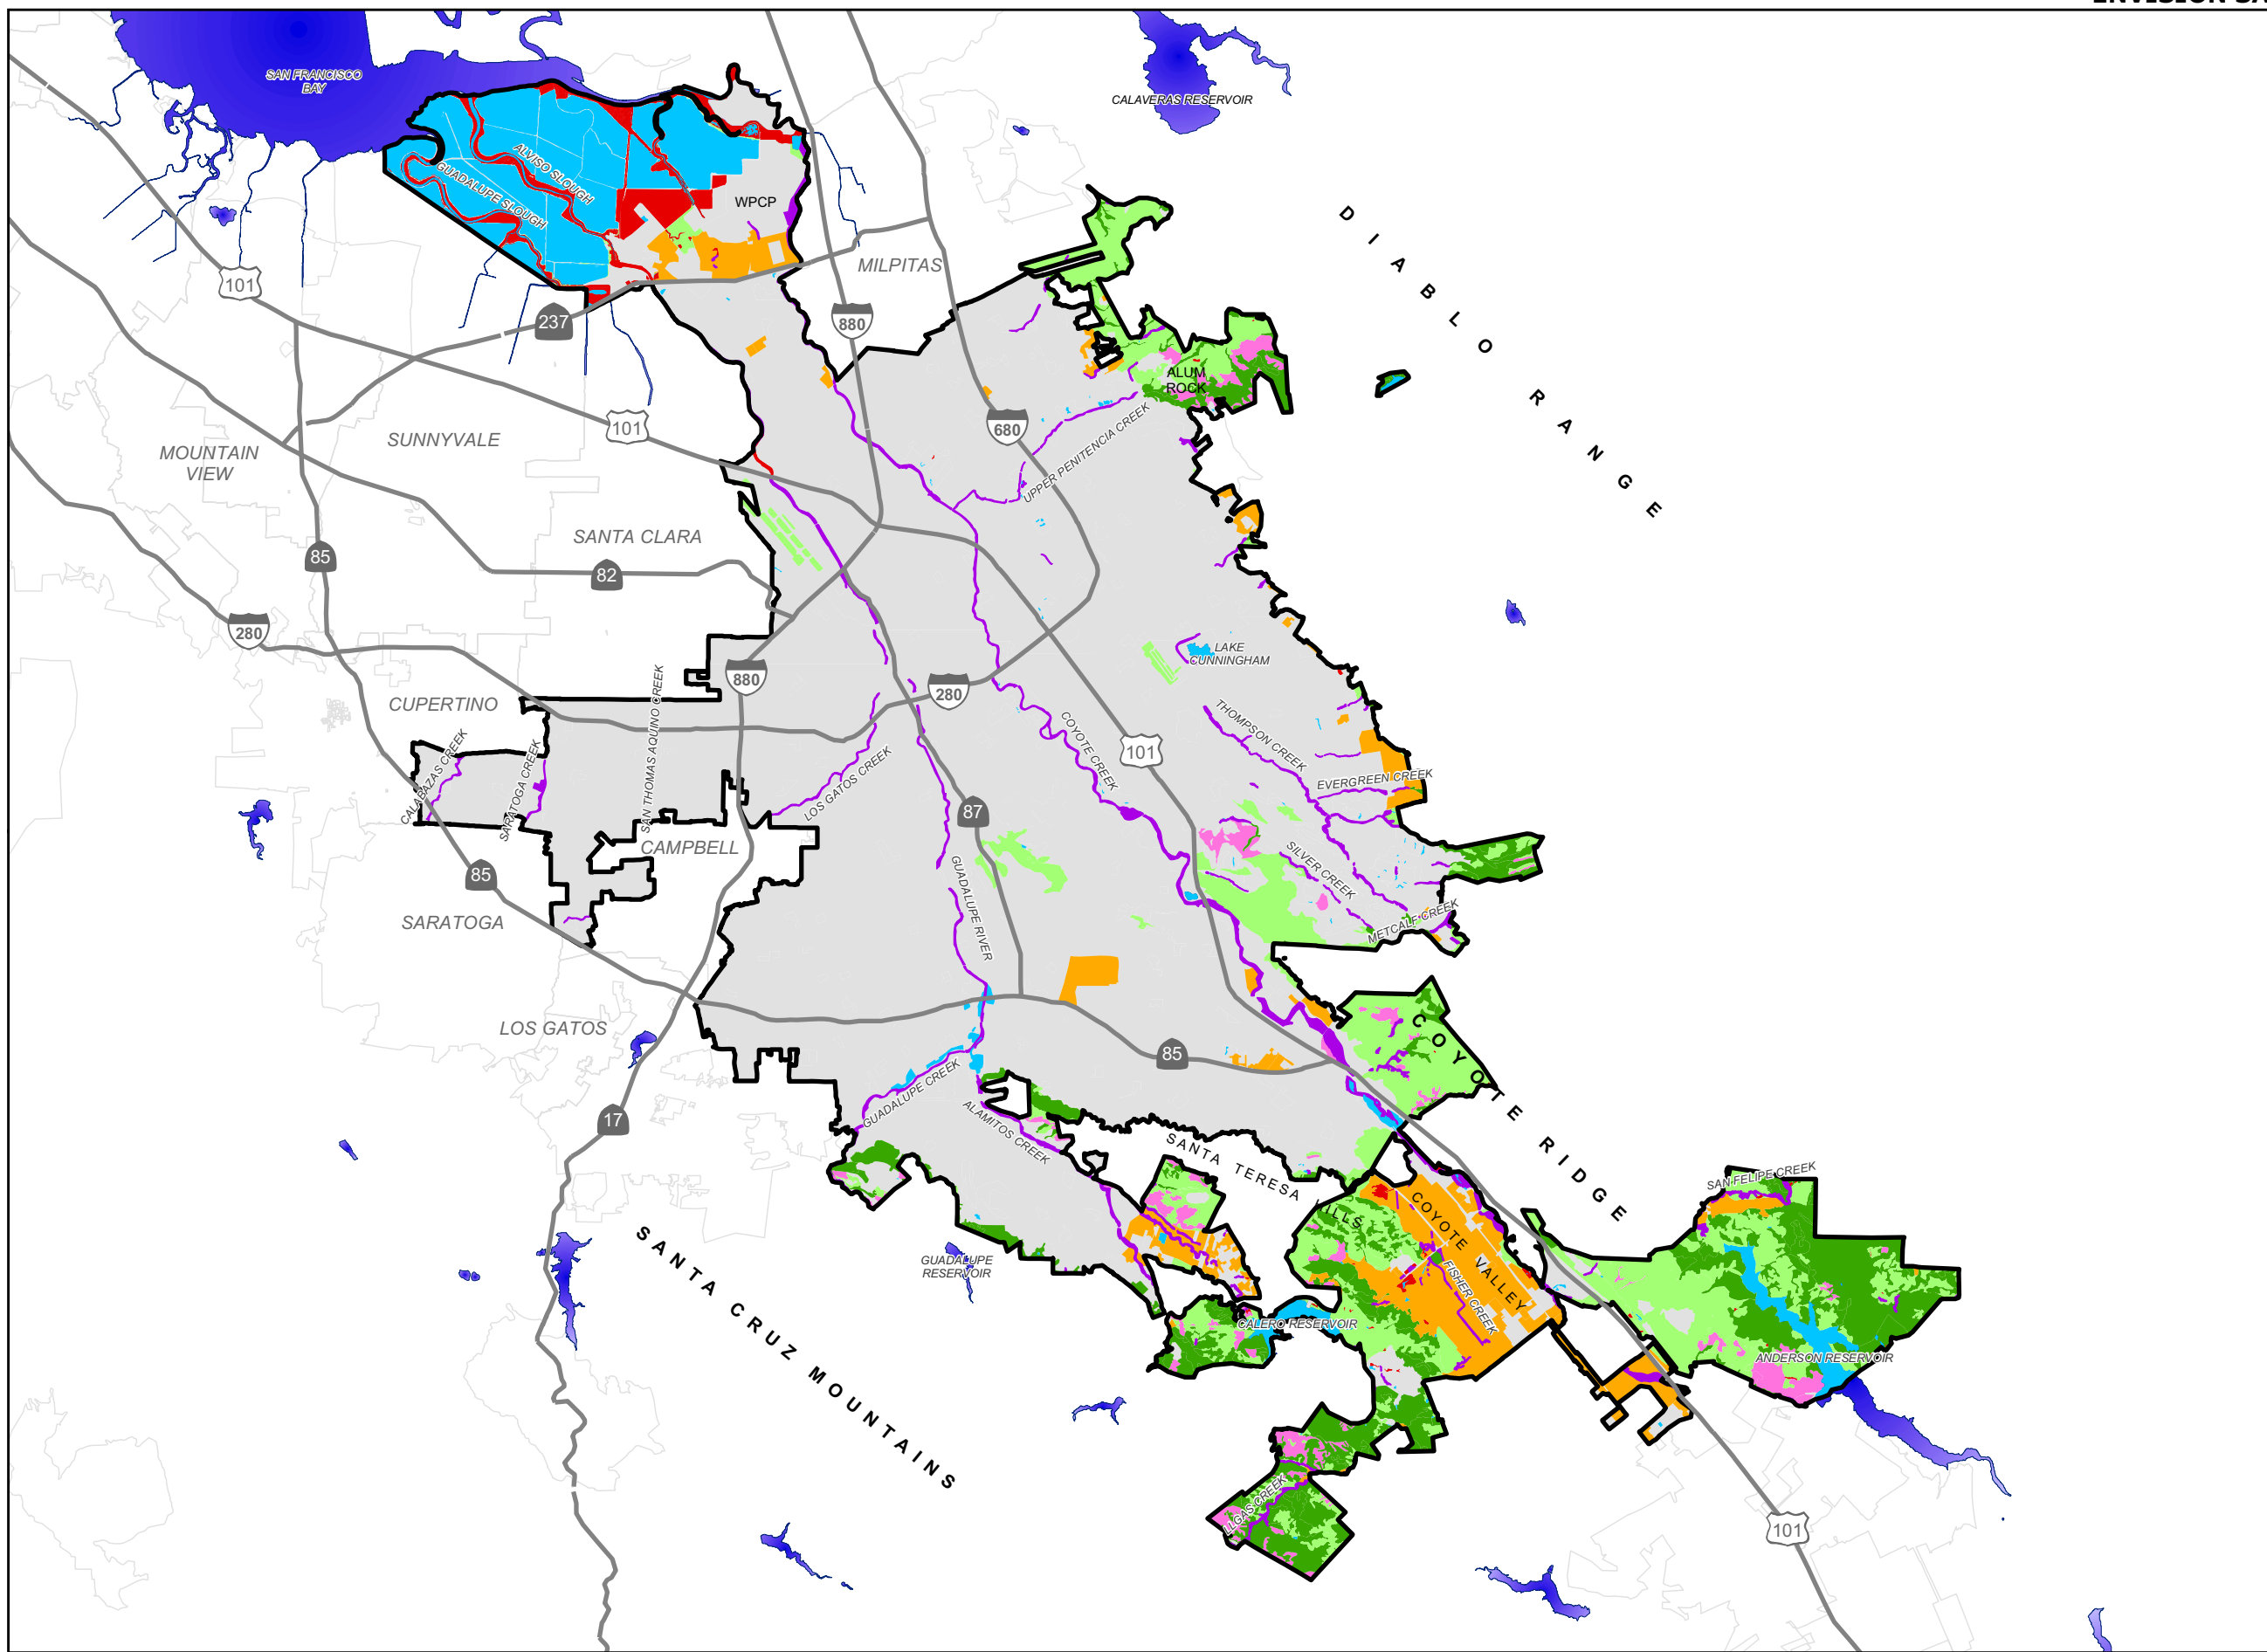 SAN FRANCISCO
BAY
CALAVERAS RESERVOIR
ALVISO SLOUGH
GUADALUPE SLOUGH
WPCP
DIABLO RANGE
MILPITAS
101
237
880
ALUM
ROCK
680
101
UPPER PENITENCIA CREEK
SUNNYVALE
MOUNTAIN
VIEW
SANTA CLARA
85
82
280
LAKE
CUNNINGHAM
880
280
CUPERTINO
SAN THOMAS AQUINO CREEK
CALABAZAS CREEK
SARATOGA CREEK
LOS GATOS CREEK
COYOTE CREEK
101
THOMPSON CREEK
EVERGREEN CREEK
87
CAMPBELL
85
SILVER CREEK
GUADALUPE RIVER
METCALF CREEK
SARATOGA
LOS GATOS
COYOTE RIDGE
85
GUADALUPE CREEK
ALAMITOS CREEK
17
SANTA TERESA HILLS
SAN FELIPE CREEK
COYOTE VALLEY
FISHER CREEK
GUADALUPE
RESERVOIR
SANTA CRUZ MOUNTAINS
CALERO RESERVOIR
ANDERSON RESERVOIR
LLGAS CREEK
101